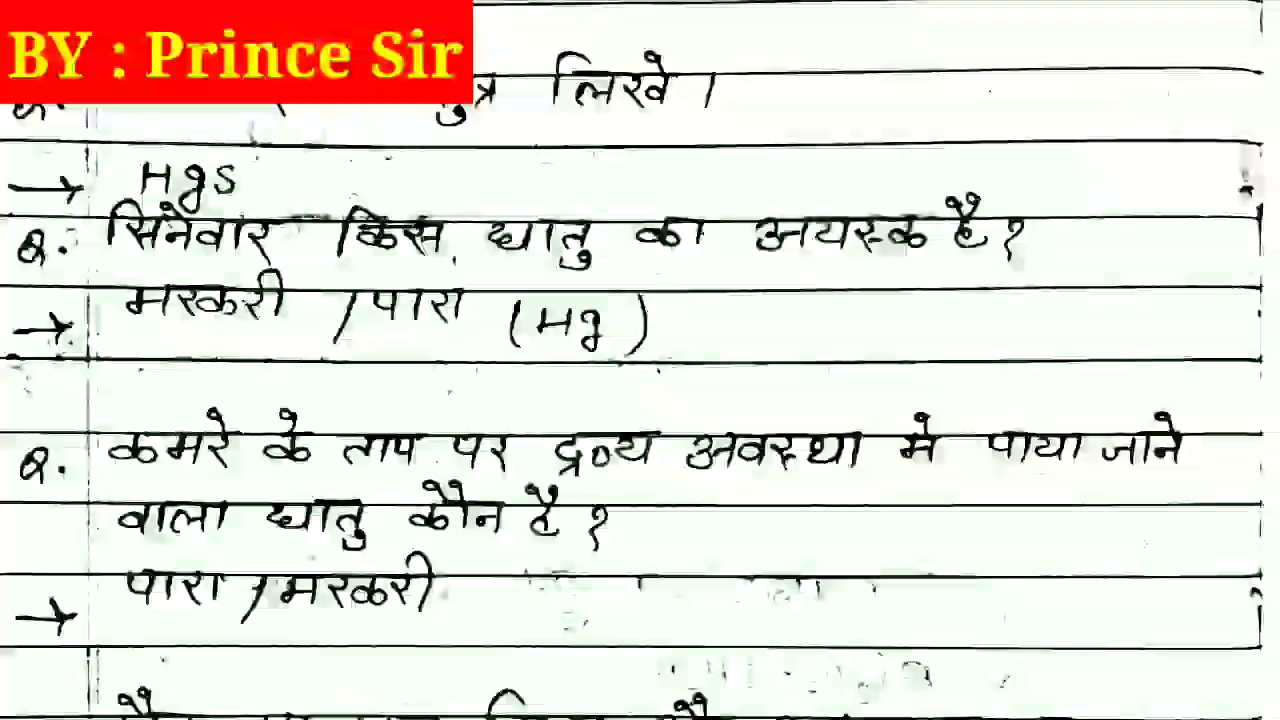 BY : Prince Sir
लिखे।
→ HgS
Q. सिनेवार किस धातु का अयस्क है?
→ मरकरी / पारा (Hg)
Q. कमरे के ताप पर द्रव्य अवस्था मे पाया जाने
वाला धातु कौन है?
→ पारा / मरकरी